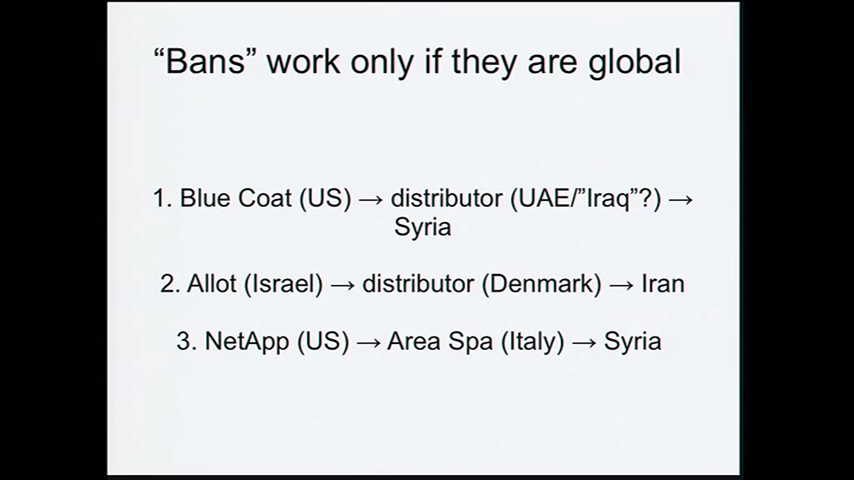 “Bans” work only if they are global
1. Blue Coat (US) → distributor (UAE/”Iraq”?) →
Syria
2. Allot (Israel) → distributor (Denmark) → Iran
3. NetApp (US) → Area Spa (Italy) → Syria